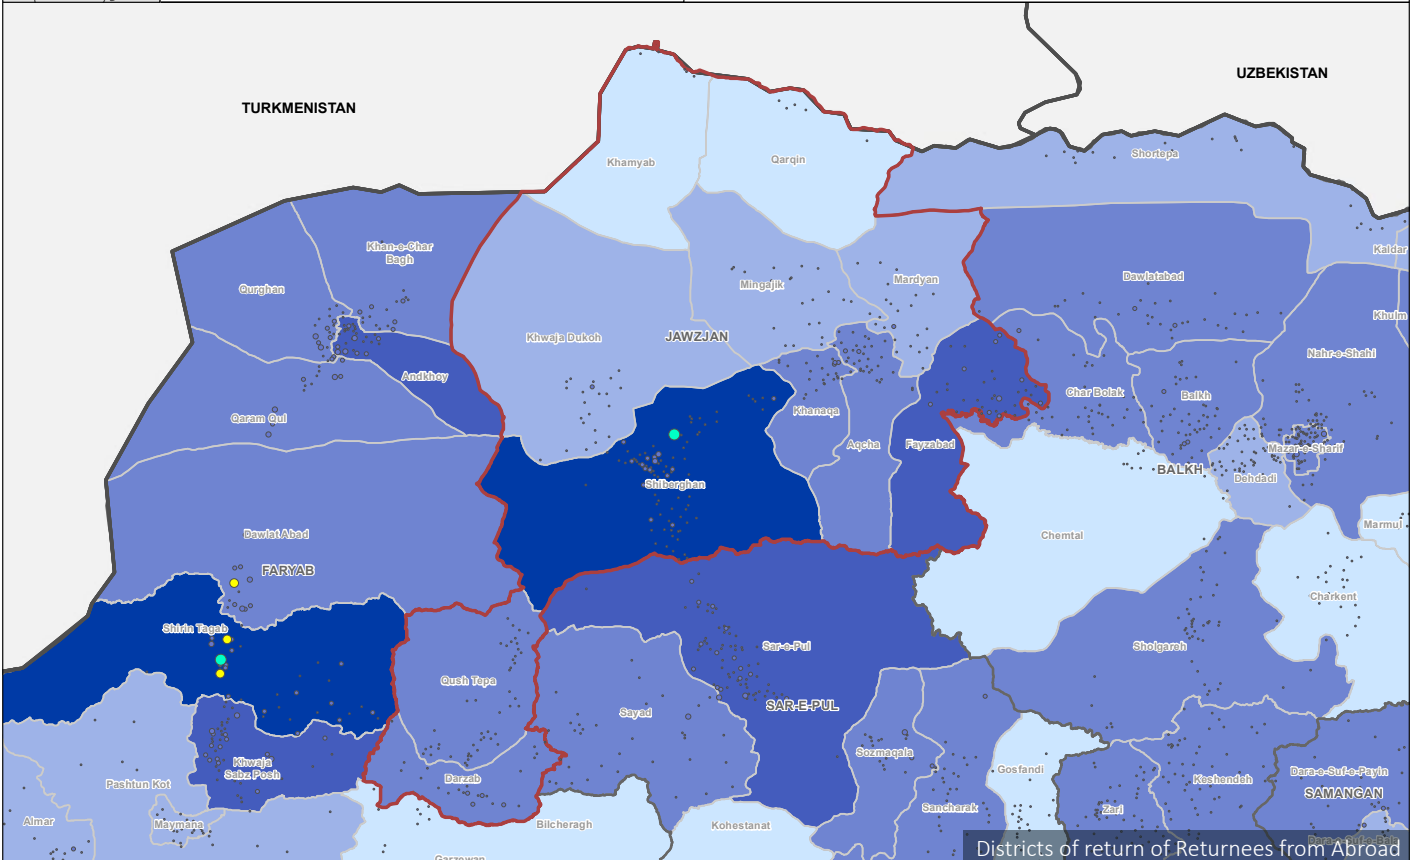 UZBEKISTAN
TURKMENISTAN
Shortepa
Khamyab
Qarqin
Khan-e-Char
Bagh
Kaldar
Qurghan
Mingajik
Mardyan
Dawlatabad
Khulm
Khwaja Dukoh
JAWZJAN
Nahr-e-Shahi
Andkhoy
Char Bolak
Balkh
Qaram Qul
Khanaqa
Aqcha
Fayzabad
Mazar-e-Sharif
BALKH
Dehdadi
Shiberghan
Marmul
Dawlat Abad
Chemtal
FARYAB
Charkent
Shirin Tagab
Sar-e-Pul
Sholgareh
Qush Tepa
Sayad
SAR-E-PUL
Sozmaqala
Khwaja
Sabz Posh
Gosfandi
Pashtun Kot
Darzab
Keshendeh
Dara-e-Suf-e-Payin
SAMANGAN
Sancharak
Zari
Almar
Maymana
Bilcheragh
Kohestanat
Garzewan
Districts of return of Returnees from Abroad